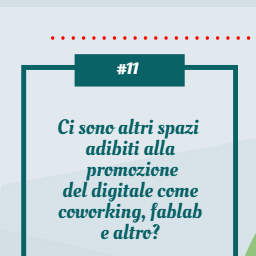 #11
Ci sono altri spazi
adibiti alla
promozione
del digitale come
coworking, fablab
e altro?